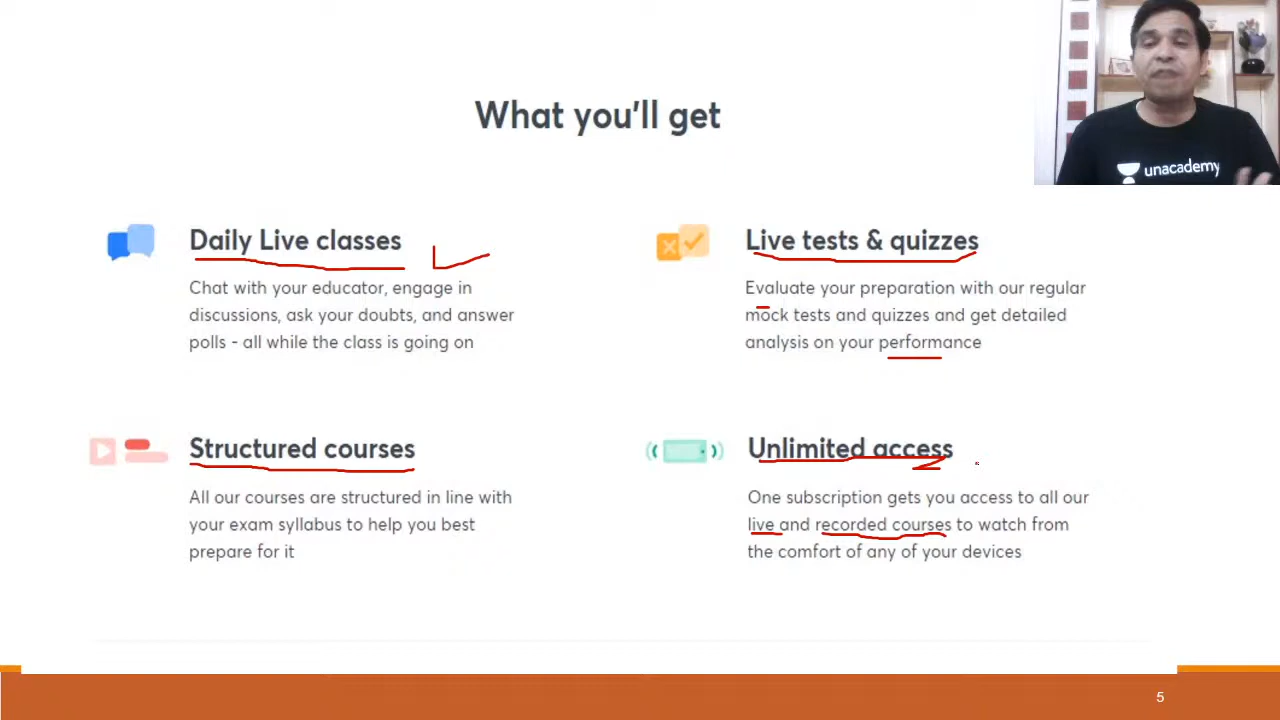 What you'll get
unacademy
Daily Live classes
Chat with your educator, engage in
discussions, ask your doubts, and answer
polls - all while the class is going on
Live tests & quizzes
Evaluate your preparation with our regular
mock tests and quizzes and get detailed
analysis on your performance
Structured courses
All our courses are structured in line with
your exam syllabus to help you best
prepare for it
Unlimited access
One subscription gets you access to all our
live and recorded courses to watch from
the comfort of any of your devices
5